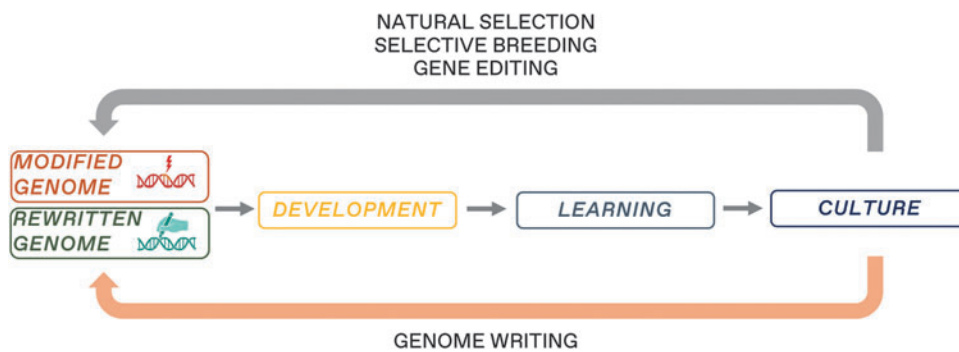 NATURAL SELECTION
SELECTIVE BREEDING
GENE EDITING
MODIFIED
GENOME
REWRITTEN
GENOME
DEVELOPMENT
LEARNING
CULTURE
GENOME WRITING